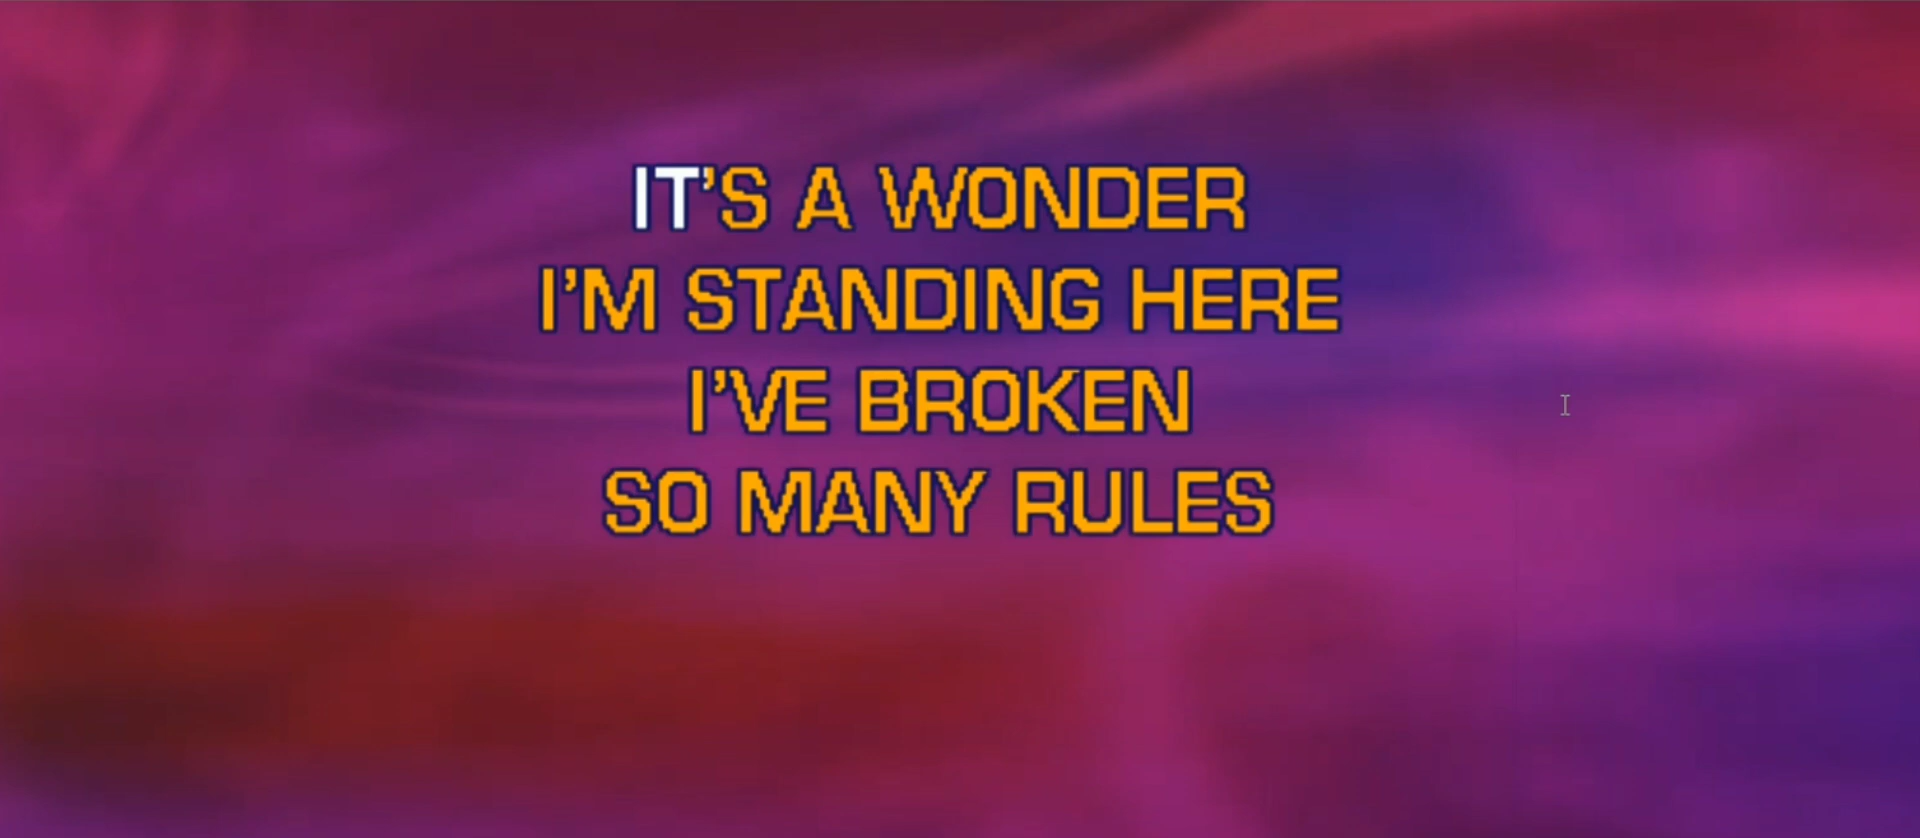 IT’S A WONDER
I’M STANDING HERE
I’VE BROKEN
SO MANY RULES